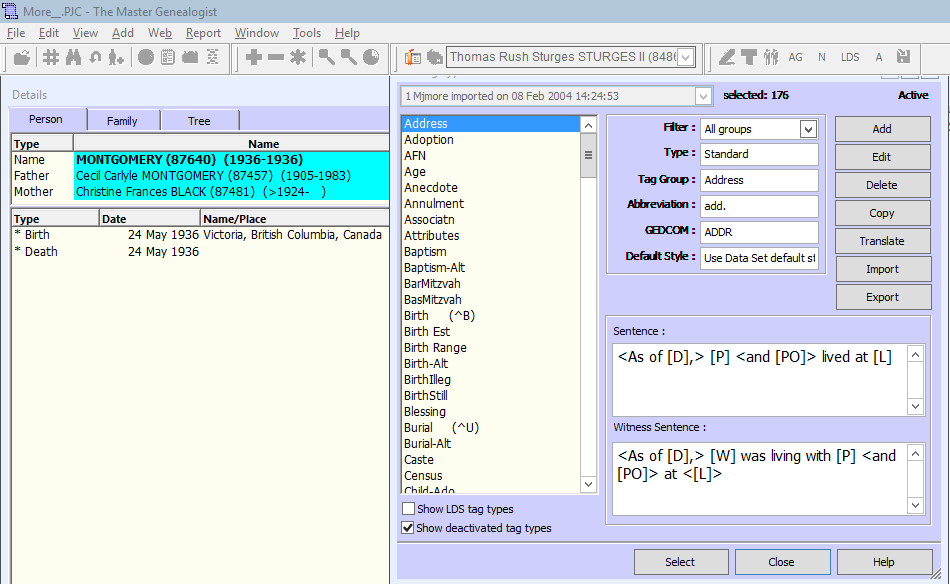 More__.PJC - The Master Genealogist
File Edit View Add Web Report Window Tools Help
Thomas Rush Sturges STURGES II (848
AG N LDS A
Details
Person Family Tree
Type Name
Name MONTGOMERY (87640) (1936-1936)
Father Cecil Carlyle MONTGOMERY (87457) (1905-1983)
Mother Christine Frances BLACK (87481) (>1924- )
Type Date Name/Place
* Birth 24 May 1936 Victoria, British Columbia, Canada
* Death 24 May 1936
1 Mjmore imported on 08 Feb 2004 14:24:53
selected: 176
Active
Address
Adoption
AFN
Age
Anecdote
Annulment
Associatn
Attributes
Baptism
Baptism-Alt
BarMitzvah
BasMitzvah
Birth (^B)
Birth Est
Birth Range
Birth-Alt
BirthIlleg
BirthStill
Blessing
Burial (^U)
Burial-Alt
Caste
Census
Child-Ado
Show LDS tag types
Show deactivated tag types
Filter : All groups
Type : Standard
Tag Group : Address
Abbreviation : add.
GEDCOM : ADDR
Default Style : Use Data Set default st
Add
Edit
Delete
Copy
Translate
Import
Export
Sentence :
<As of [D],> [P] <and [PO]> lived at [L]
Witness Sentence :
<As of [D],> [W] was living with [P] <and
[PO]> at <[L]>
Select Close Help